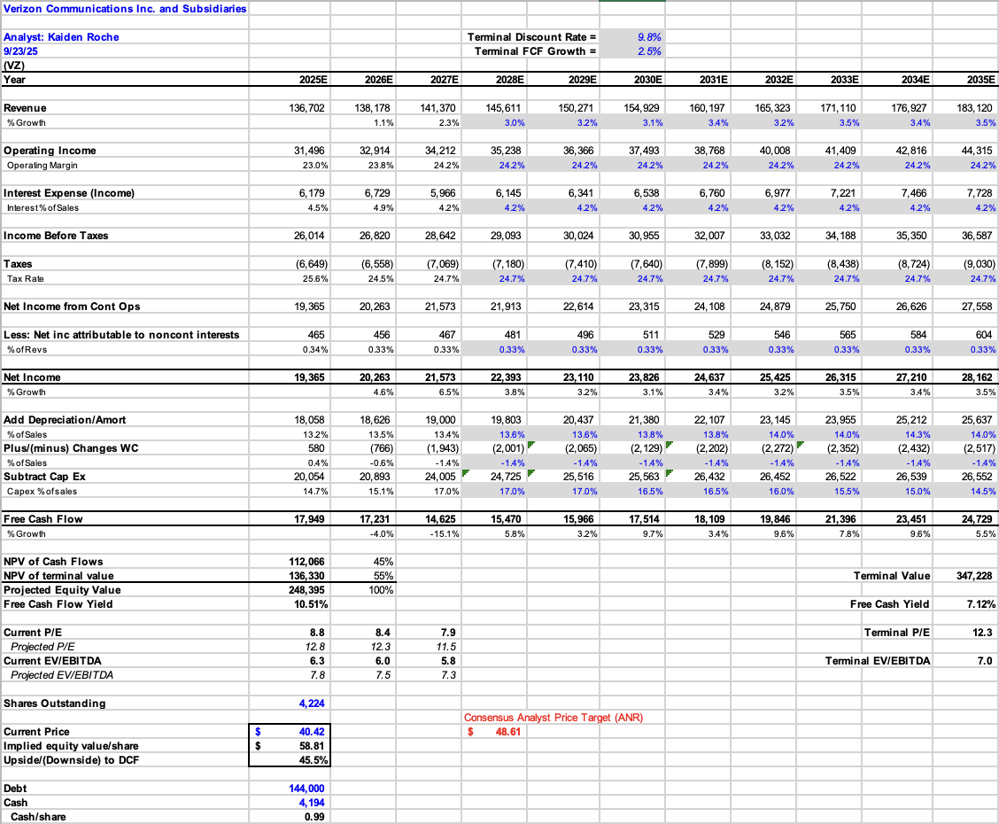 Verizon Communications Inc. and Subsidiaries
Analyst: Kaiden Roche Terminal Discount Rate = 9.8%
9/23/25 Terminal FCF Growth = 2.5%
(VZ)
Year 2025E 2026E 2027E 2028E 2029E 2030E 2031E 2032E 2033E 2034E 2035E
Revenue 136,702 138,178 141,370 145,611 150,271 154,929 160,197 165,323 171,110 176,927 183,120
% Growth 1.1% 2.3% 3.0% 3.2% 3.1% 3.4% 3.2% 3.5% 3.4% 3.5%
Operating Income 31,496 32,914 34,212 35,238 36,366 37,493 38,768 40,008 41,409 42,816 44,315
Operating Margin 23.0% 23.8% 24.2% 24.2% 24.2% 24.2% 24.2% 24.2% 24.2% 24.2% 24.2%
Interest Expense (Income) 6,179 6,729 5,966 6,145 6,341 6,538 6,760 6,977 7,221 7,466 7,728
Interest % of Sales 4.5% 4.9% 4.2% 4.2% 4.2% 4.2% 4.2% 4.2% 4.2% 4.2% 4.2%
Income Before Taxes 26,014 26,820 28,642 29,093 30,024 30,955 32,007 33,032 34,188 35,350 36,587
Taxes (6,649) (6,558) (7,069) (7,180) (7,410) (7,640) (7,899) (8,152) (8,438) (8,724) (9,030)
Tax Rate 25.6% 24.5% 24.7% 24.7% 24.7% 24.7% 24.7% 24.7% 24.7% 24.7% 24.7%
Net Income from Cont Ops 19,365 20,263 21,573 21,913 22,614 23,315 24,108 24,879 25,750 26,626 27,558
Less: Net inc attributable to noncont interests 465 456 467 481 496 511 529 546 565 584 604
% of Revs 0.34% 0.33% 0.33% 0.33% 0.33% 0.33% 0.33% 0.33% 0.33% 0.33% 0.33%
Net Income 19,365 20,263 21,573 22,393 23,110 23,826 24,637 25,425 26,315 27,210 28,162
% Growth 4.6% 6.5% 3.8% 3.2% 3.1% 3.4% 3.2% 3.5% 3.4% 3.5%
Add Depreciation/Amort 18,058 18,626 19,000 19,803 20,437 21,380 22,107 23,145 23,955 25,212 25,637
% of Sales 13.2% 13.5% 13.4% 13.6% 13.6% 13.8% 13.8% 14.0% 14.0% 14.3% 14.0%
Plus/(minus) Changes WC 580 (766) (1,943) (2,001) (2,065) (2,129) (2,202) (2,272) (2,352) (2,432) (2,517)
% of Sales 0.4% -0.6% -1.4% -1.4% -1.4% -1.4% -1.4% -1.4% -1.4% -1.4% -1.4%
Subtract Cap Ex 20,054 20,893 24,005 24,725 25,516 25,563 26,432 26,452 26,522 26,539 26,552
Capex % of sales 14.7% 15.1% 17.0% 17.0% 17.0% 16.5% 16.5% 16.0% 15.5% 15.0% 14.5%
Free Cash Flow 17,949 17,231 14,625 15,470 15,966 17,514 18,109 19,846 21,396 23,451 24,729
% Growth -4.0% -15.1% 5.8% 3.2% 9.7% 3.4% 9.6% 7.8% 9.6% 5.5%
NPV of Cash Flows 112,066 45%
NPV of terminal value 136,330 55% Terminal Value 347,228
Projected Equity Value 248,395 100%
Free Cash Flow Yield 10.51% Free Cash Yield 7.12%
Current P/E 8.8 8.4 7.9 Terminal P/E 12.3
Projected P/E 12.8 12.3 11.5
Current EV/EBITDA 6.3 6.0 5.8 Terminal EV/EBITDA 7.0
Projected EV/EBITDA 7.8 7.5 7.3
Shares Outstanding 4,224
Consensus Analyst Price Target (ANR)
Current Price $ 40.42 $ 48.61
Implied equity value/share $ 58.81
Upside/(Downside) to DCF 45.5%
Debt 144,000
Cash 4,194
Cash/share 0.99